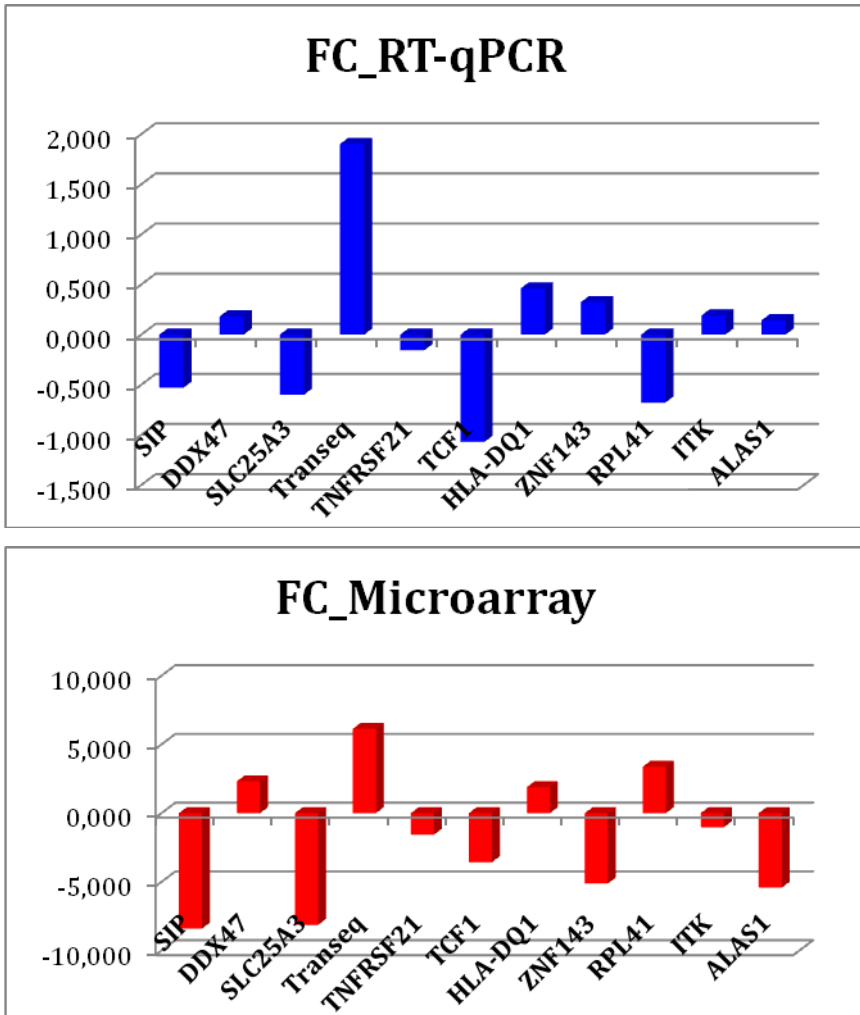 FC_RT-qPCR
2,000
1,500
1,000
0,500
0,000
-0,500
-1,000
-1,500
SIP
DDX47
SLC25A3
Transeq
TNFRSF21
TCF1
HLA-DQ1
ZNF143
RPL41
ITK
ALAS1
FC_Microarray
10,000
5,000
0,000
-5,000
-10,000
SIP
DDX47
SLC25A3
Transeq
TNFRSF21
TCF1
HLA-DQ1
ZNF143
RPL41
ITK
ALAS1